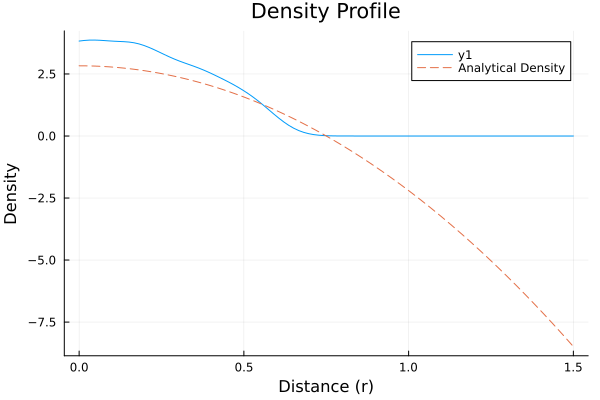 Density Profile
y1
Analytical Density
2.5
0.0
−2.5
−5.0
−7.5
Density
0.0
0.5
1.0
1.5
Distance (r)